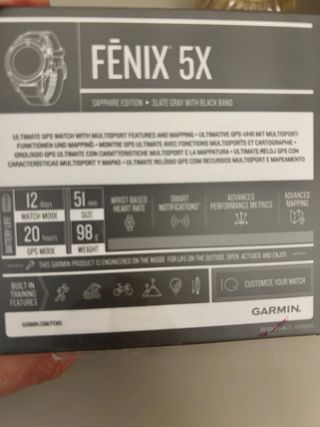 FĒNIX™ 5X
SAPPHIRE EDITION ▸ SLATE GRAY WITH BLACK BAND
ULTIMATE GPS WATCH WITH MULTISPORT FEATURES AND MAPPING • ULTIMATIVE GPS-UHR MIT MULTISPORT-
FUNKTIONEN UND MAPPING • MONTRE GPS ULTIME AVEC FONCTIONS MULTISPORTS ET CARTOGRAPHIE •
OROLOGIO GPS ULTIMATE CON CARATTERISTICHE MULTISPORT E LA MAPPATURA • ULTIMATE RELOJ GPS CON
CARACTERÍSTICAS MULTISPORT Y MAPAS • ULTIMATE RELÓGIO GPS COM RECURSOS MULTISPORT E MAPEAMENTO
BATTERY LIFE
12 days
WATCH MODE
20 hours
GPS MODE
51 mm
SIZE
98 g
WEIGHT
WRIST-BASED
HEART RATE
SMART
NOTIFICATIONS
ADVANCED
PERFORMANCE METRICS
ADVANCED
MAPPING
THIS GARMIN PRODUCT IS ENGINEERED ON THE INSIDE FOR LIFE ON THE OUTSIDE. OPEN, ACTIVATE AND ENJOY.
BUILT-IN
TRAINING
FEATURES
IQ CUSTOMIZE YOUR WATCH
GARMIN.COM/FENIX
GARMIN.